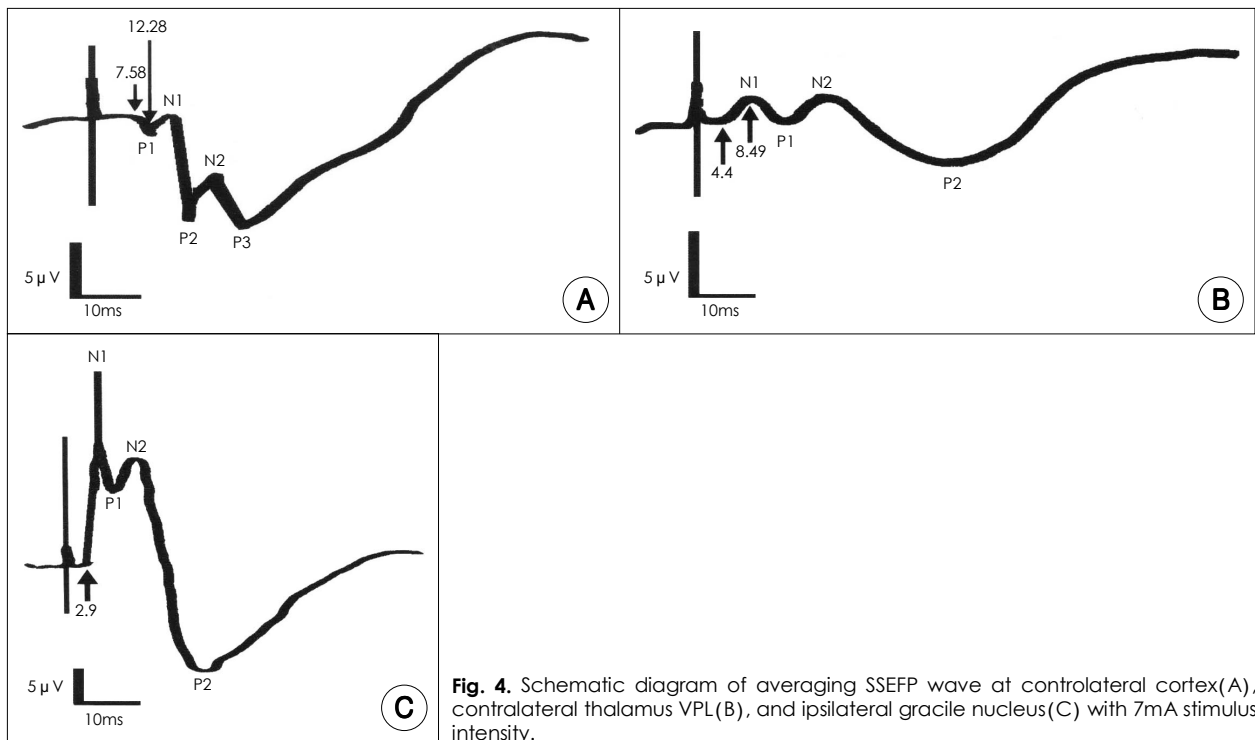 12.28
7.58
N1
P1
N2
P2
P3
5 μ V
10ms
A
N1
N2
8.49
P1
4.4
P2
5 μ V
10ms
B
N1
N2
P1
2.9
P2
5 μ V
10ms
C
Fig. 4. Schematic diagram of averaging SSEFP wave at controlateral cortex(A),
contralateral thalamus VPL(B), and ipsilateral gracile nucleus(C) with 7mA stimulus
intensity.